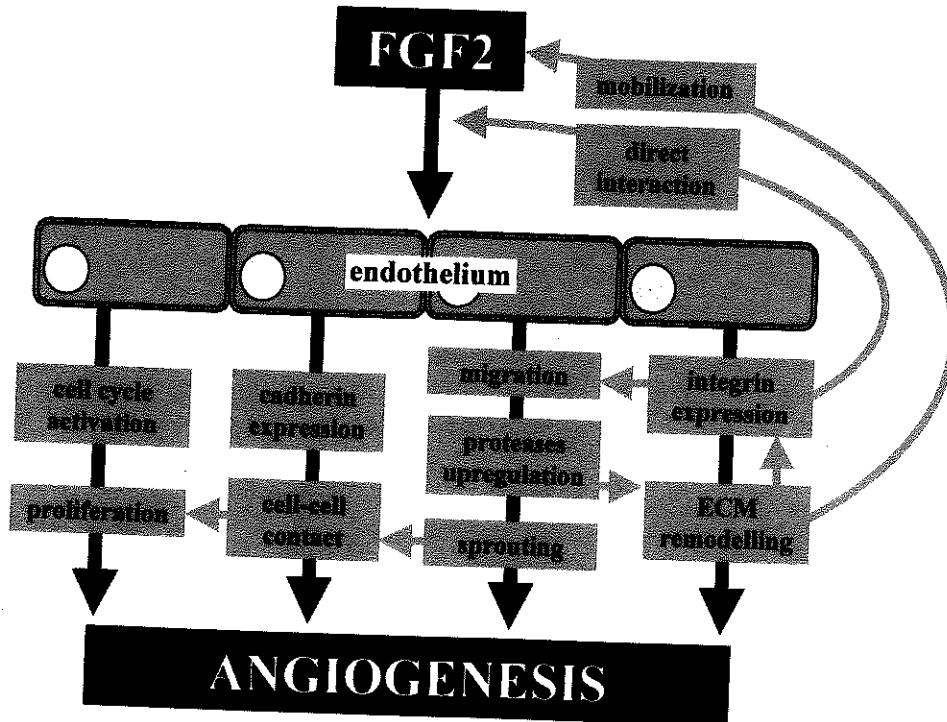 FGF2
mobilization
direct
interaction
endothelium
cell cycle
activation
cadherin
expression
migration
integrin
expression
proteases
upregulation
proliferation
cell-cell
contact
sprouting
ECM
remodelling
ANGIOGENESIS